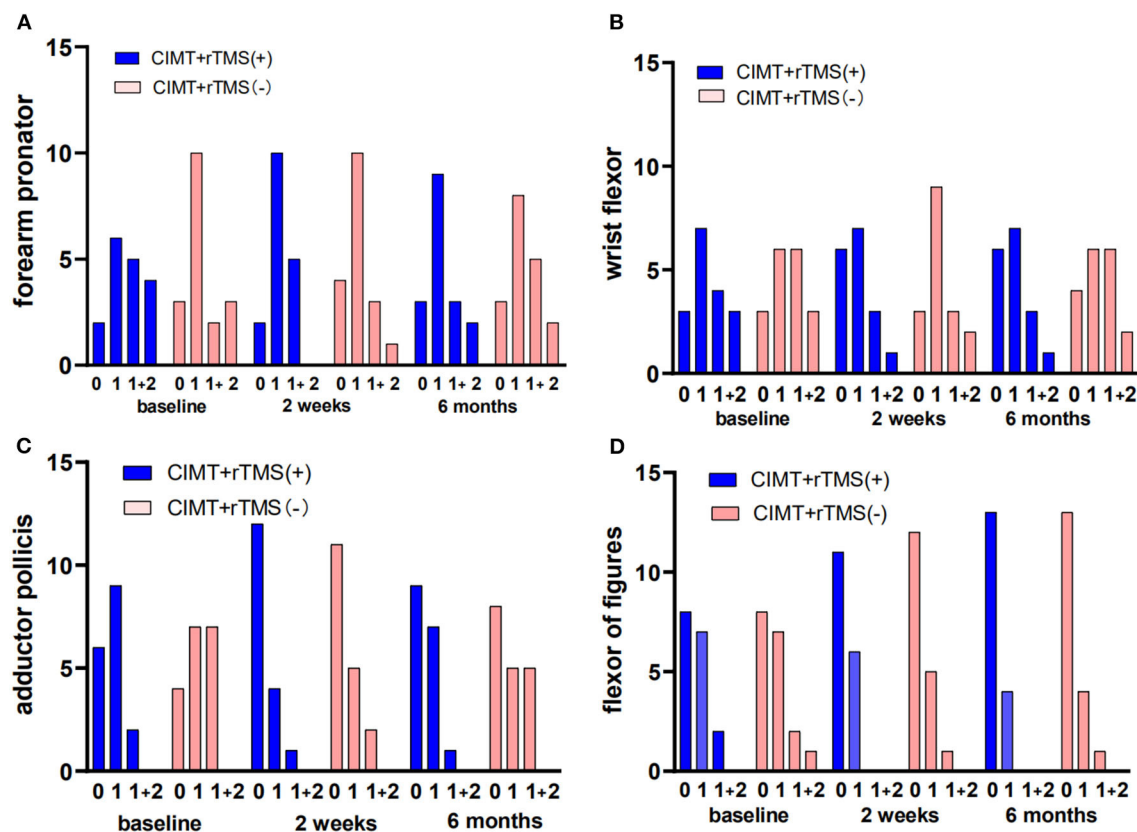 A
forearm pronator
15
10
5
0
CIMT+rTMS(+)
CIMT+rTMS(-)
0 1 1+ 2 0 1 1+ 2 0 1 1+ 2 0 1 1+ 2 0 1 1+ 2 0 1 1+ 2
baseline 2 weeks 6 months
B
wrist flexor
15
10
5
0
CIMT+rTMS(+)
CIMT+rTMS(-)
0 1 1+2 0 1 1+2 0 1 1+2 0 1 1+2 0 1 1+2 0 1 1+2
baseline 2 weeks 6 months
C
adductor pollicis
15
10
5
0
CIMT+rTMS(+)
CIMT+rTMS(-)
0 1 1+2 0 1 1+2 0 1 1+2 0 1 1+2 0 1 1+2 0 1 1+2
baseline 2 weeks 6 months
D
flexor of figures
15
10
5
0
CIMT+rTMS(+)
CIMT+rTMS(-)
0 1 1+2 0 1 1+2 0 1 1+2 0 1 1+2 0 1 1+2 0 1 1+2
baseline 2 weeks 6 months